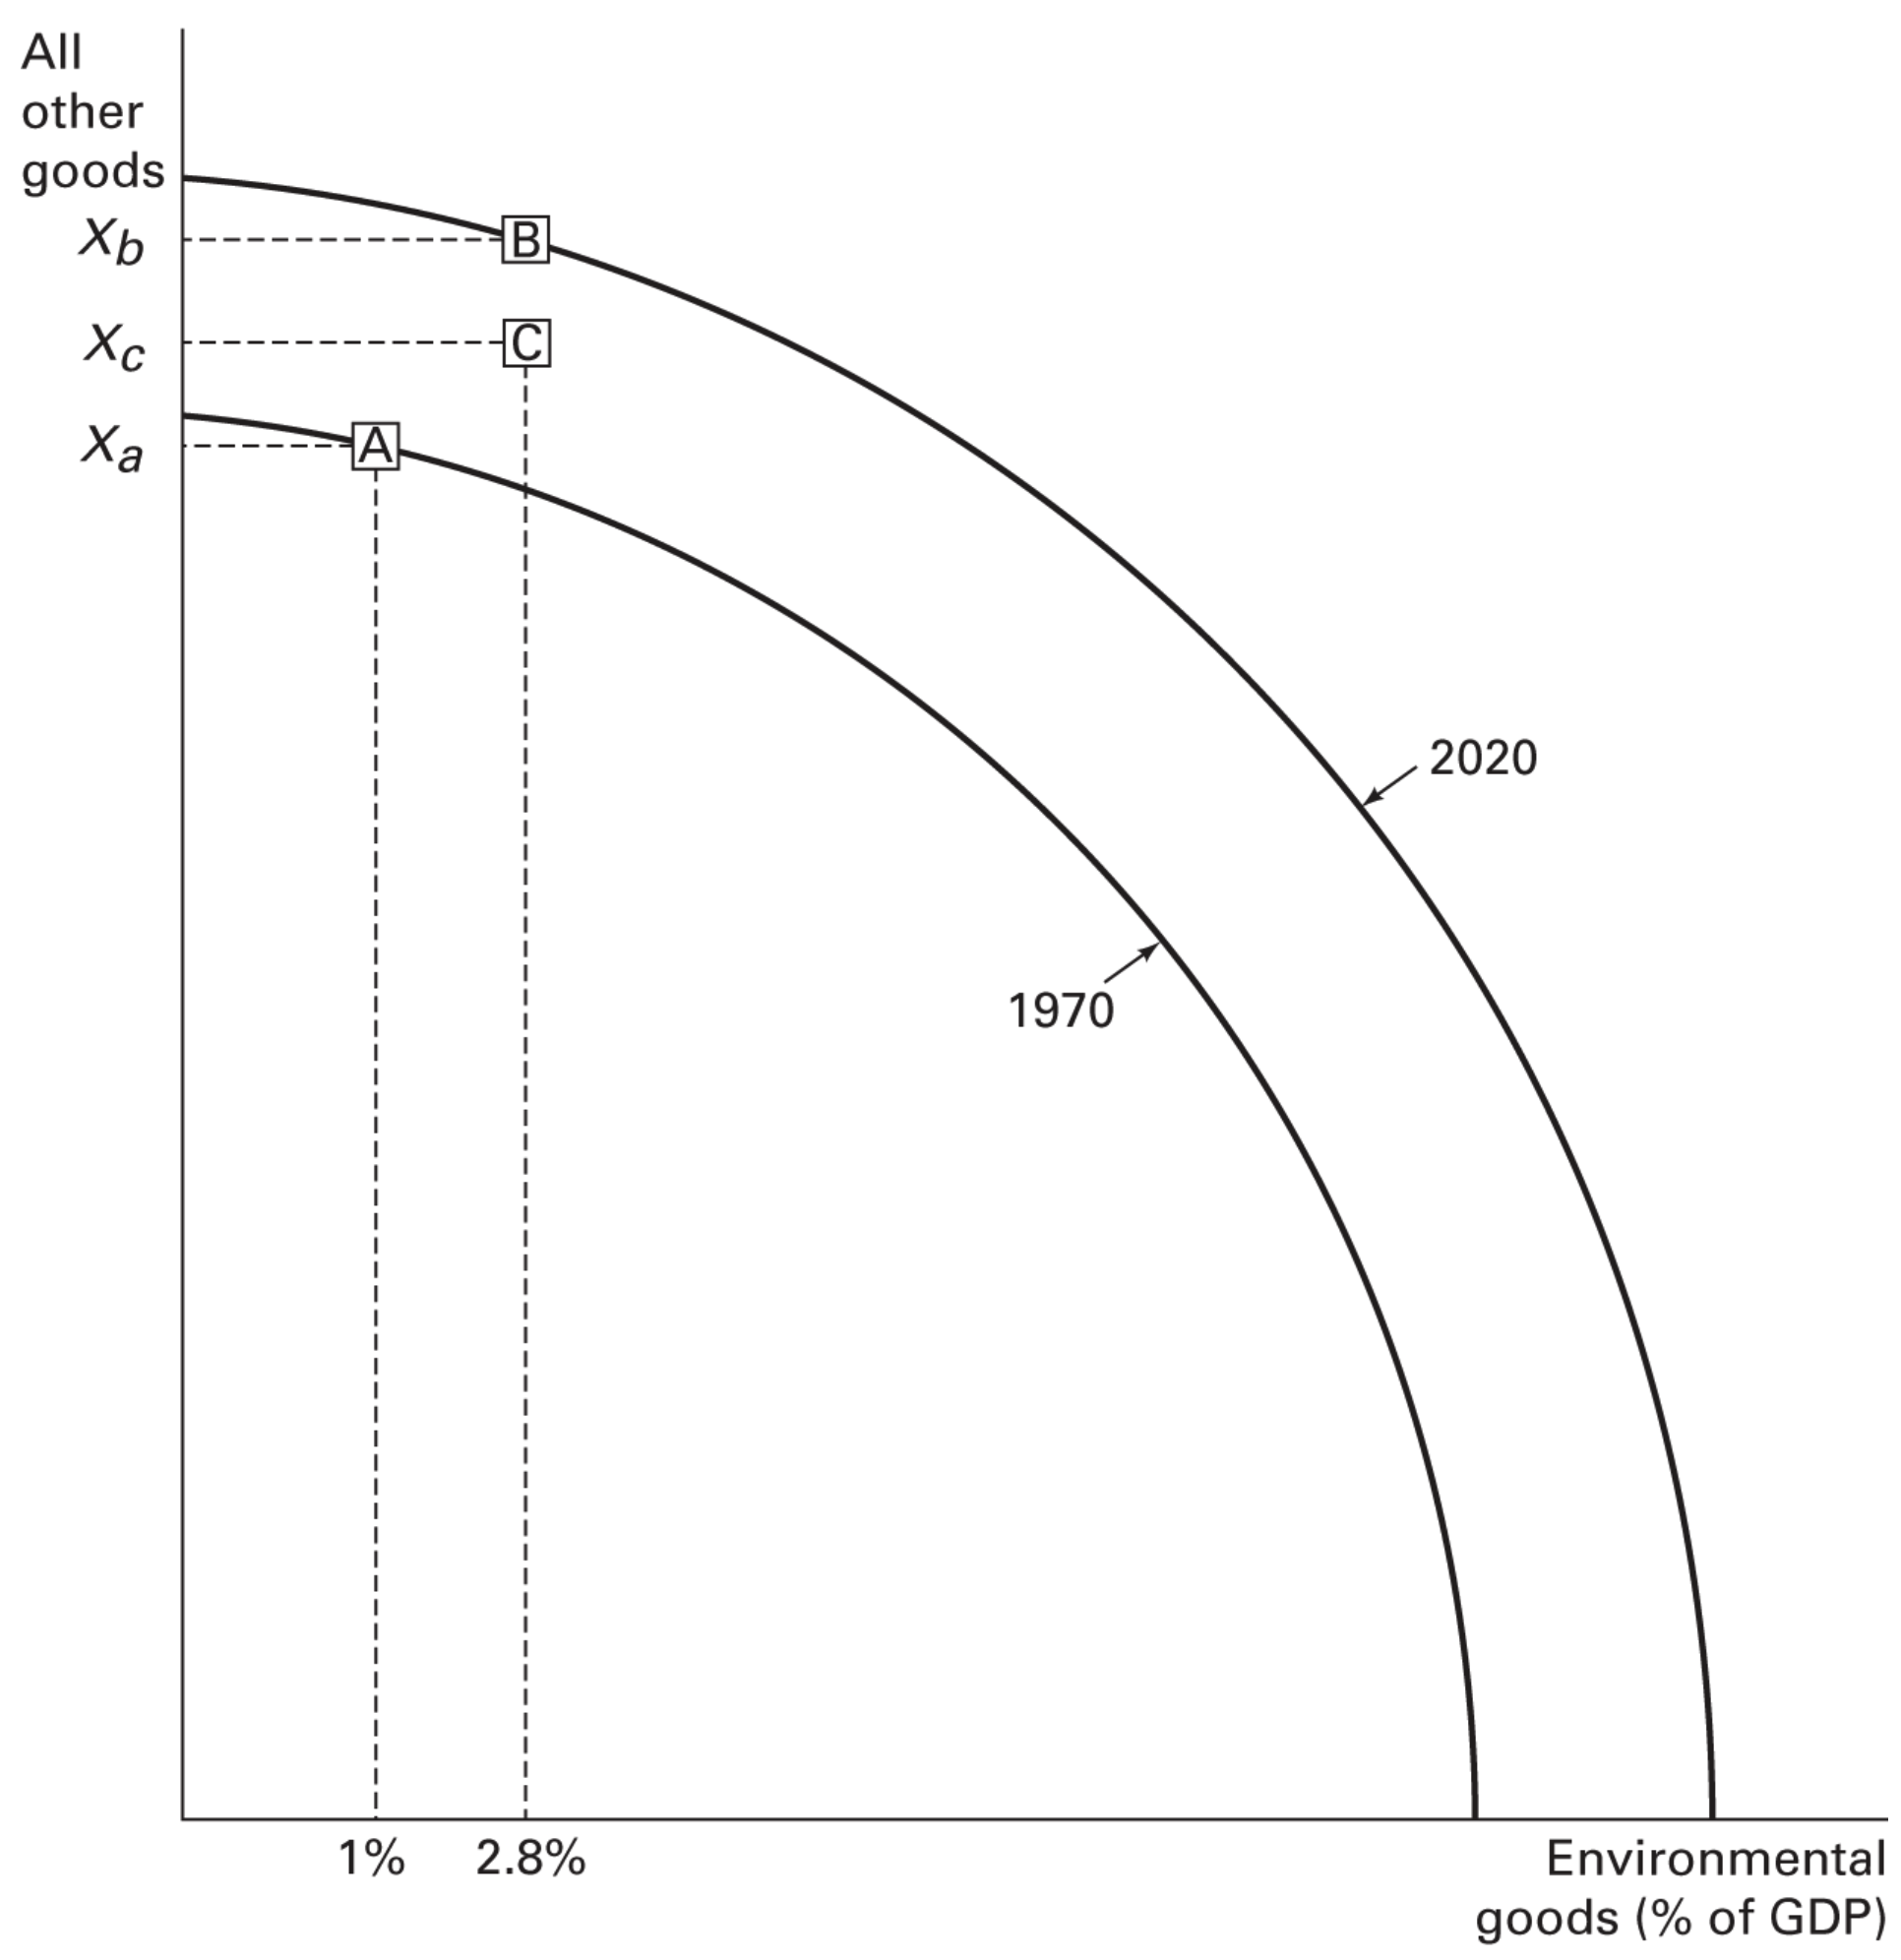 All
other
goods
Xb
B
Xc
C
Xa
A
2020
1970
1%
2.8%
Environmental
goods (% of GDP)